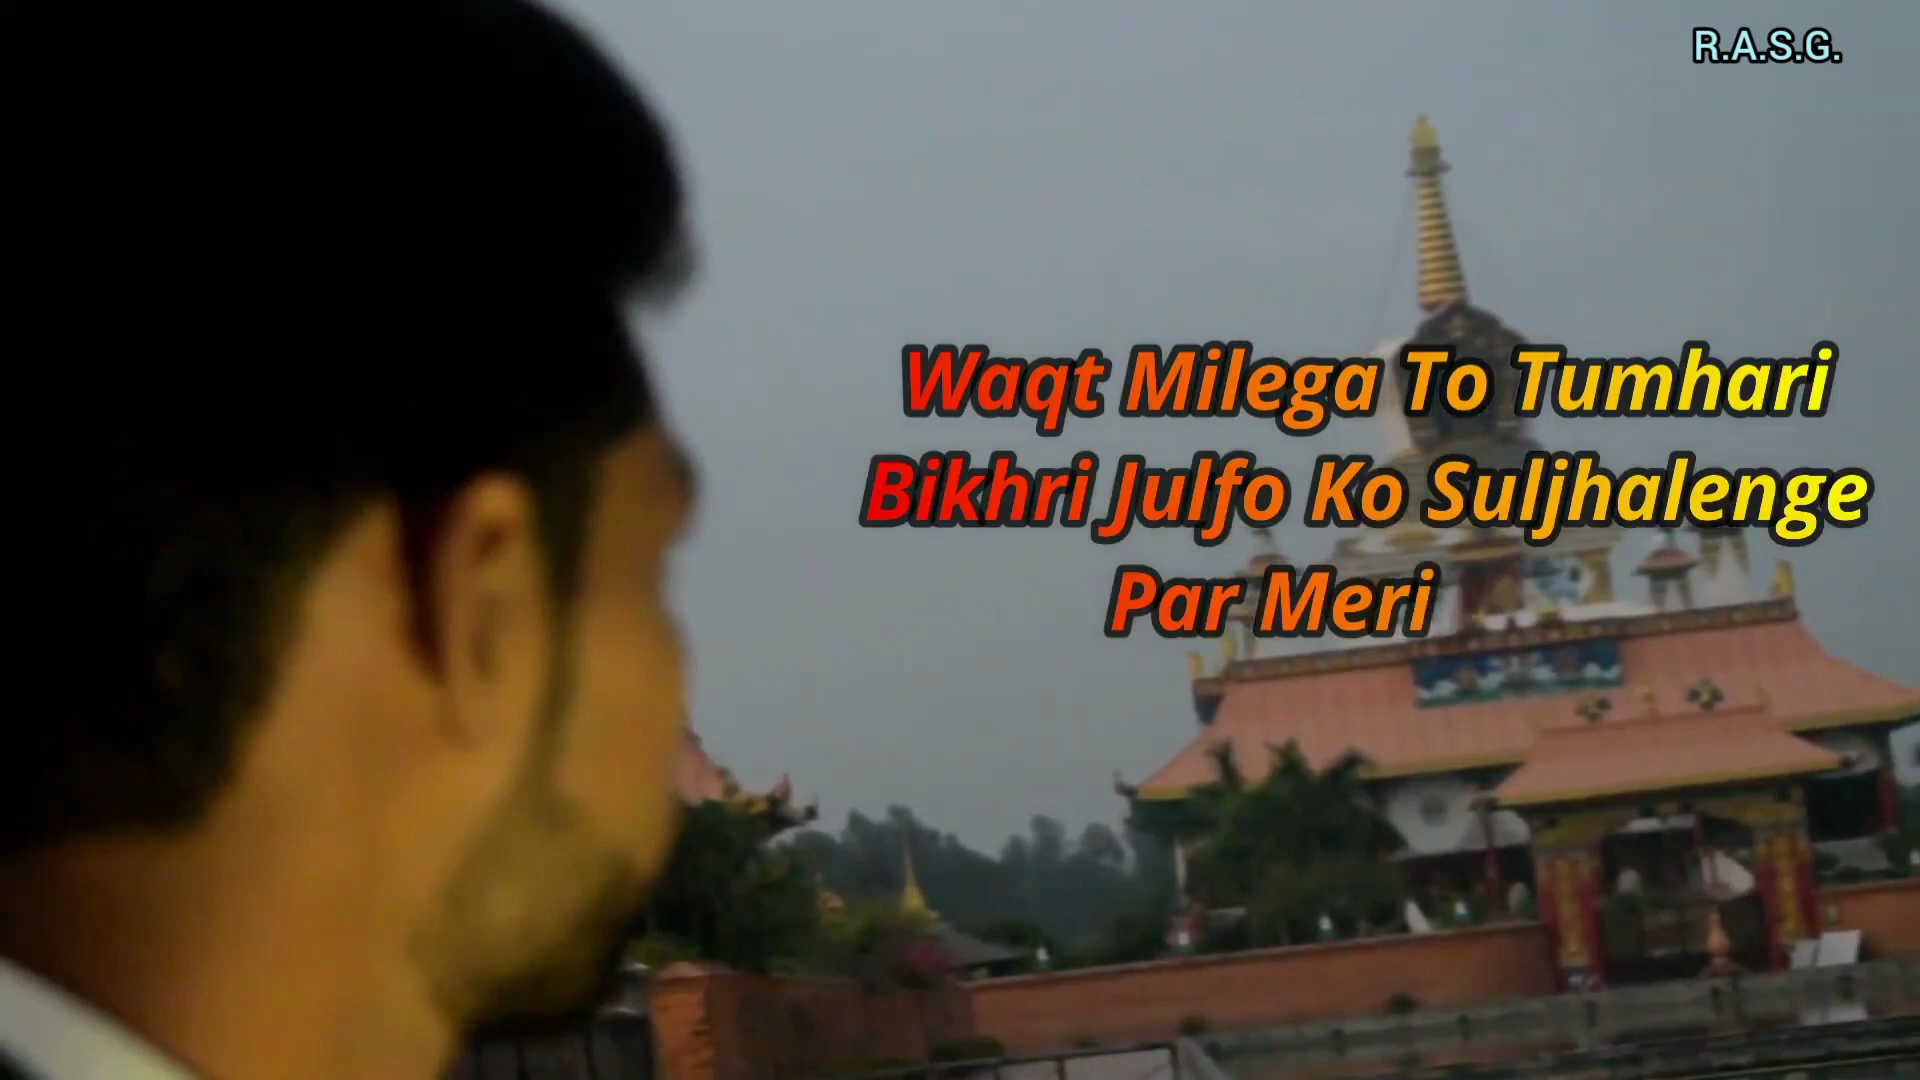 R.A.S.G.
Waqt Milega To Tumhari
Bikhri Julfo Ko Suljhalenge
Par Meri